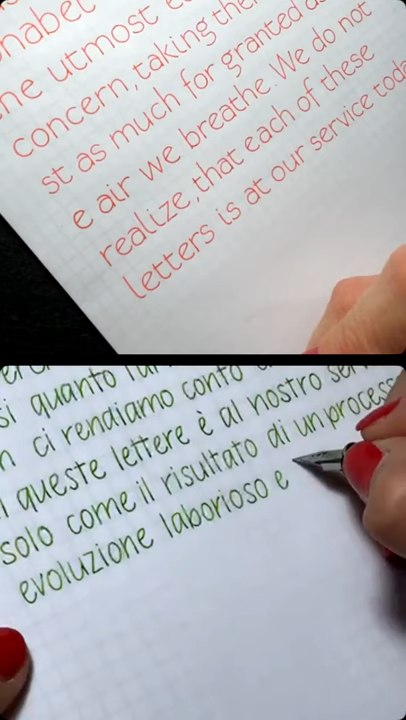 the utmost
concern, taking
st as much for granted
e air we breathe. We do not
realize, that each of these
letters is at our service
si quanto
n ci rendiamo conto
queste lettere è al nostro
solo come il risultato di un process
evoluzione laborioso e